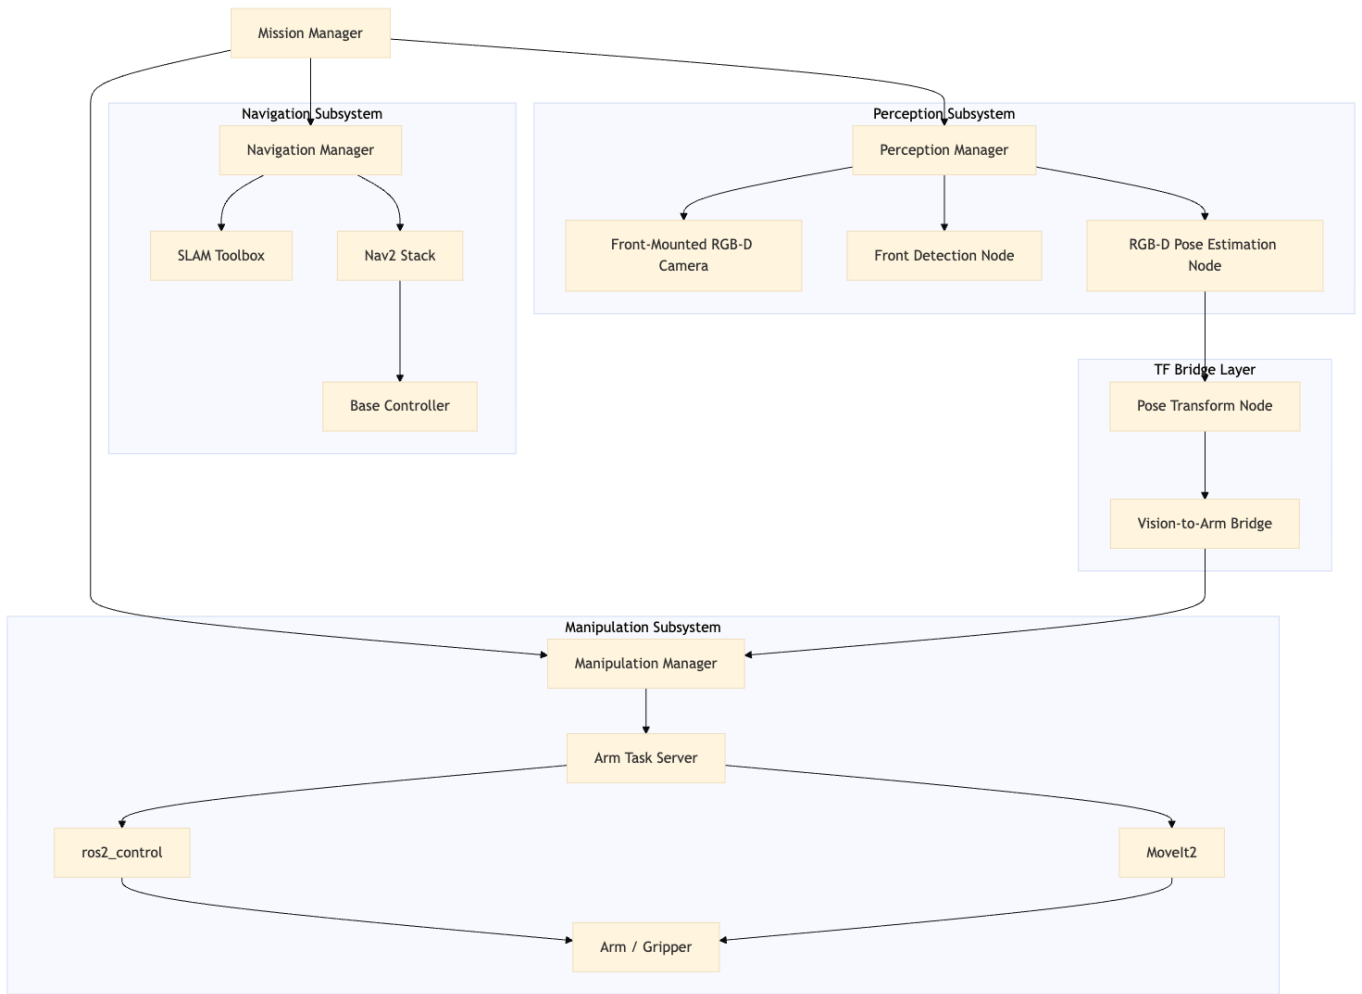 Mission Manager
Navigation Subsystem
Perception Subsystem
Navigation Manager
Perception Manager
SLAM Toolbox
Nav2 Stack
Front-Mounted RGB-D
Camera
Front Detection Node
RGB-D Pose Estimation
Node
TF Bridge Layer
Base Controller
Pose Transform Node
Vision-to-Arm Bridge
Manipulation Subsystem
Manipulation Manager
Arm Task Server
ros2_control
MoveIt2
Arm / Gripper